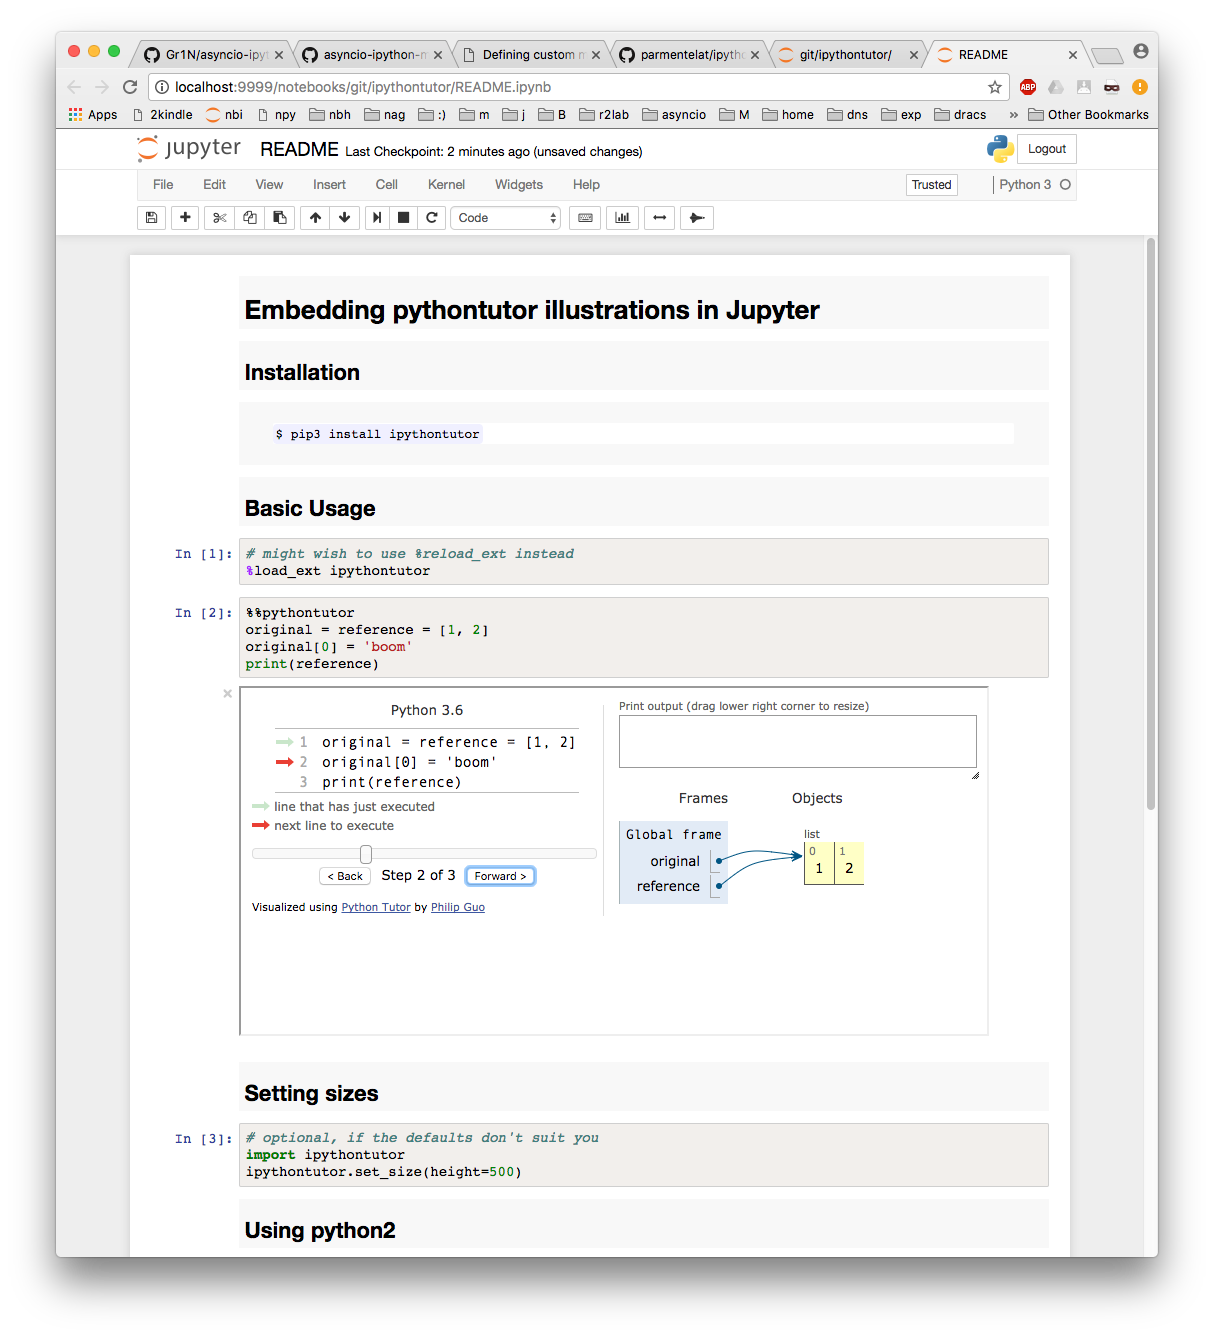 Gr1N/asyncio-ipyt
asyncio-ipython-m
Defining custom m
parmentelat/ipytho
git/ipythontutor/
README
localhost:9999/notebooks/git/ipythontutor/README.ipynb
ABP
Apps 2kindle nbi npy nbh nag :) m j B r2lab asyncio M home dns exp dracs » Other Bookmarks
jupyter README Last Checkpoint: 2 minutes ago (unsaved changes) Logout
File Edit View Insert Cell Kernel Widgets Help Trusted Python 3
Code
Embedding pythontutor illustrations in Jupyter
Installation
$ pip3 install ipythontutor
Basic Usage
In [1]: # might wish to use %reload_ext instead
%load_ext ipythontutor
In [2]: %%pythontutor
original = reference = [1, 2]
original[0] = 'boom'
print(reference)
Python 3.6
1 original = reference = [1, 2]
2 original[0] = 'boom'
3 print(reference)
line that has just executed
next line to execute
< Back Step 2 of 3 Forward >
Visualized using Python Tutor by Philip Guo
Print output (drag lower right corner to resize)
Frames Objects
Global frame
original
reference
list
0 1
1 2
Setting sizes
In [3]: # optional, if the defaults don't suit you
import ipythontutor
ipythontutor.set_size(height=500)
Using python2